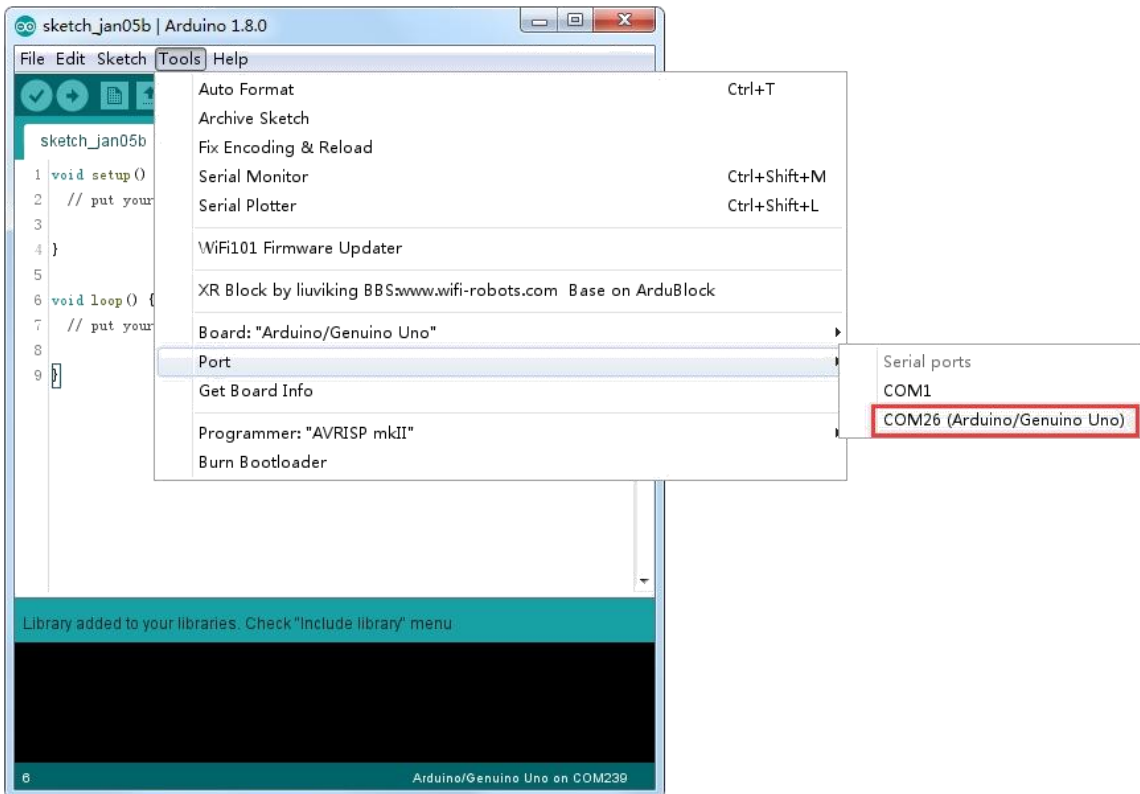 sketch_jan05b | Arduino 1.8.0
File Edit Sketch Tools Help
Auto Format Ctrl+T
Archive Sketch
Fix Encoding & Reload
Serial Monitor Ctrl+Shift+M
Serial Plotter Ctrl+Shift+L
WiFi101 Firmware Updater
XR Block by liuviking BBS:www.wifi-robots.com Base on ArduBlock
Board: "Arduino/Genuino Uno"
Port
Get Board Info
Programmer: "AVRISP mkII"
Burn Bootloader
Serial ports
COM1
COM26 (Arduino/Genuino Uno)
sketch_jan05b
1 void setup()
2 // put your
3
4 }
5
6 void loop() {
7 // put your
8
9 }
Library added to your libraries. Check "Include library" menu
6 Arduino/Genuino Uno on COM239